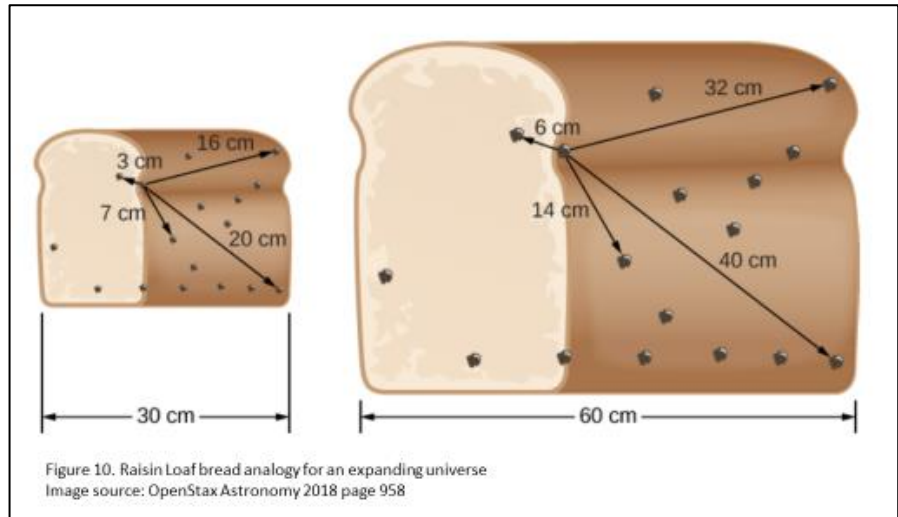 16 cm
3 cm
7 cm
20 cm
30 cm
32 cm
6 cm
14 cm
40 cm
60 cm
Figure 10. Raisin Loaf bread analogy for an expanding universe
Image source: OpenStax Astronomy 2018 page 958